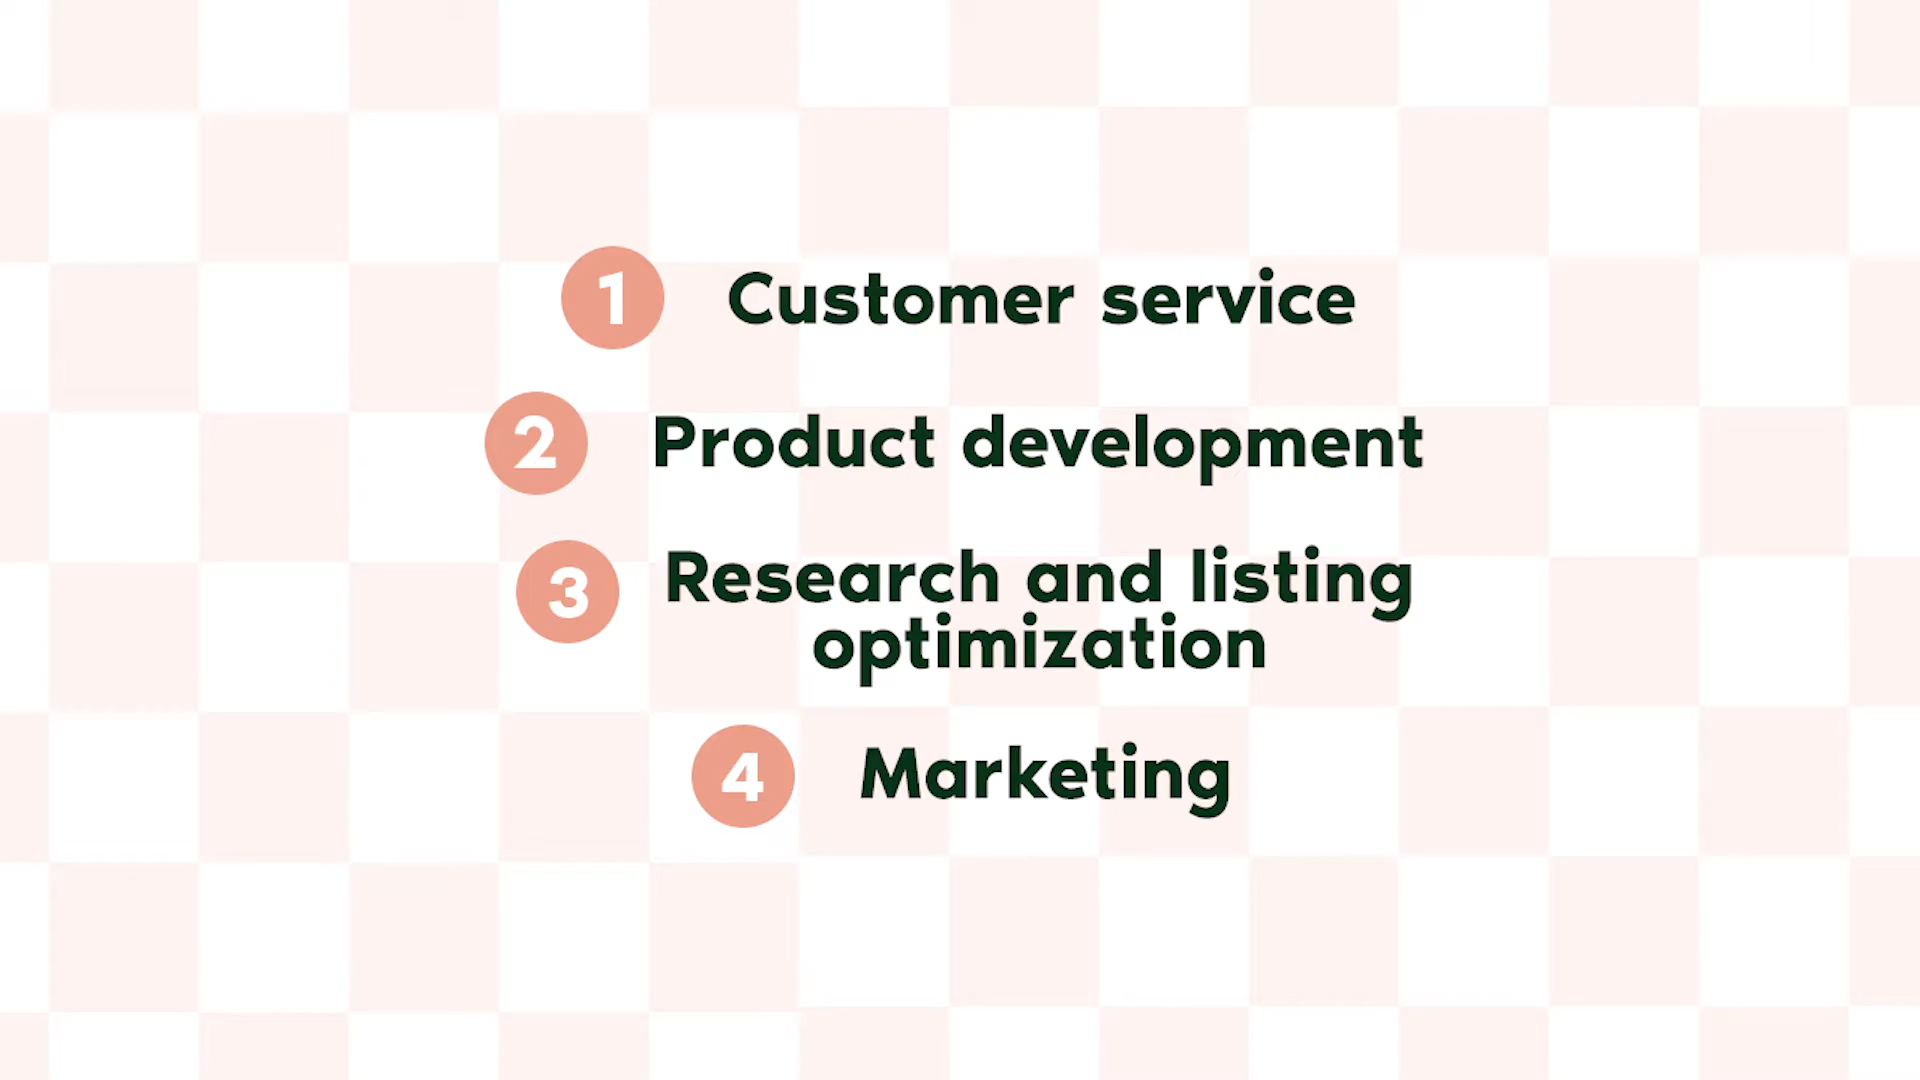 1 Customer service
2 Product development
3 Research and listing
optimization
4 Marketing